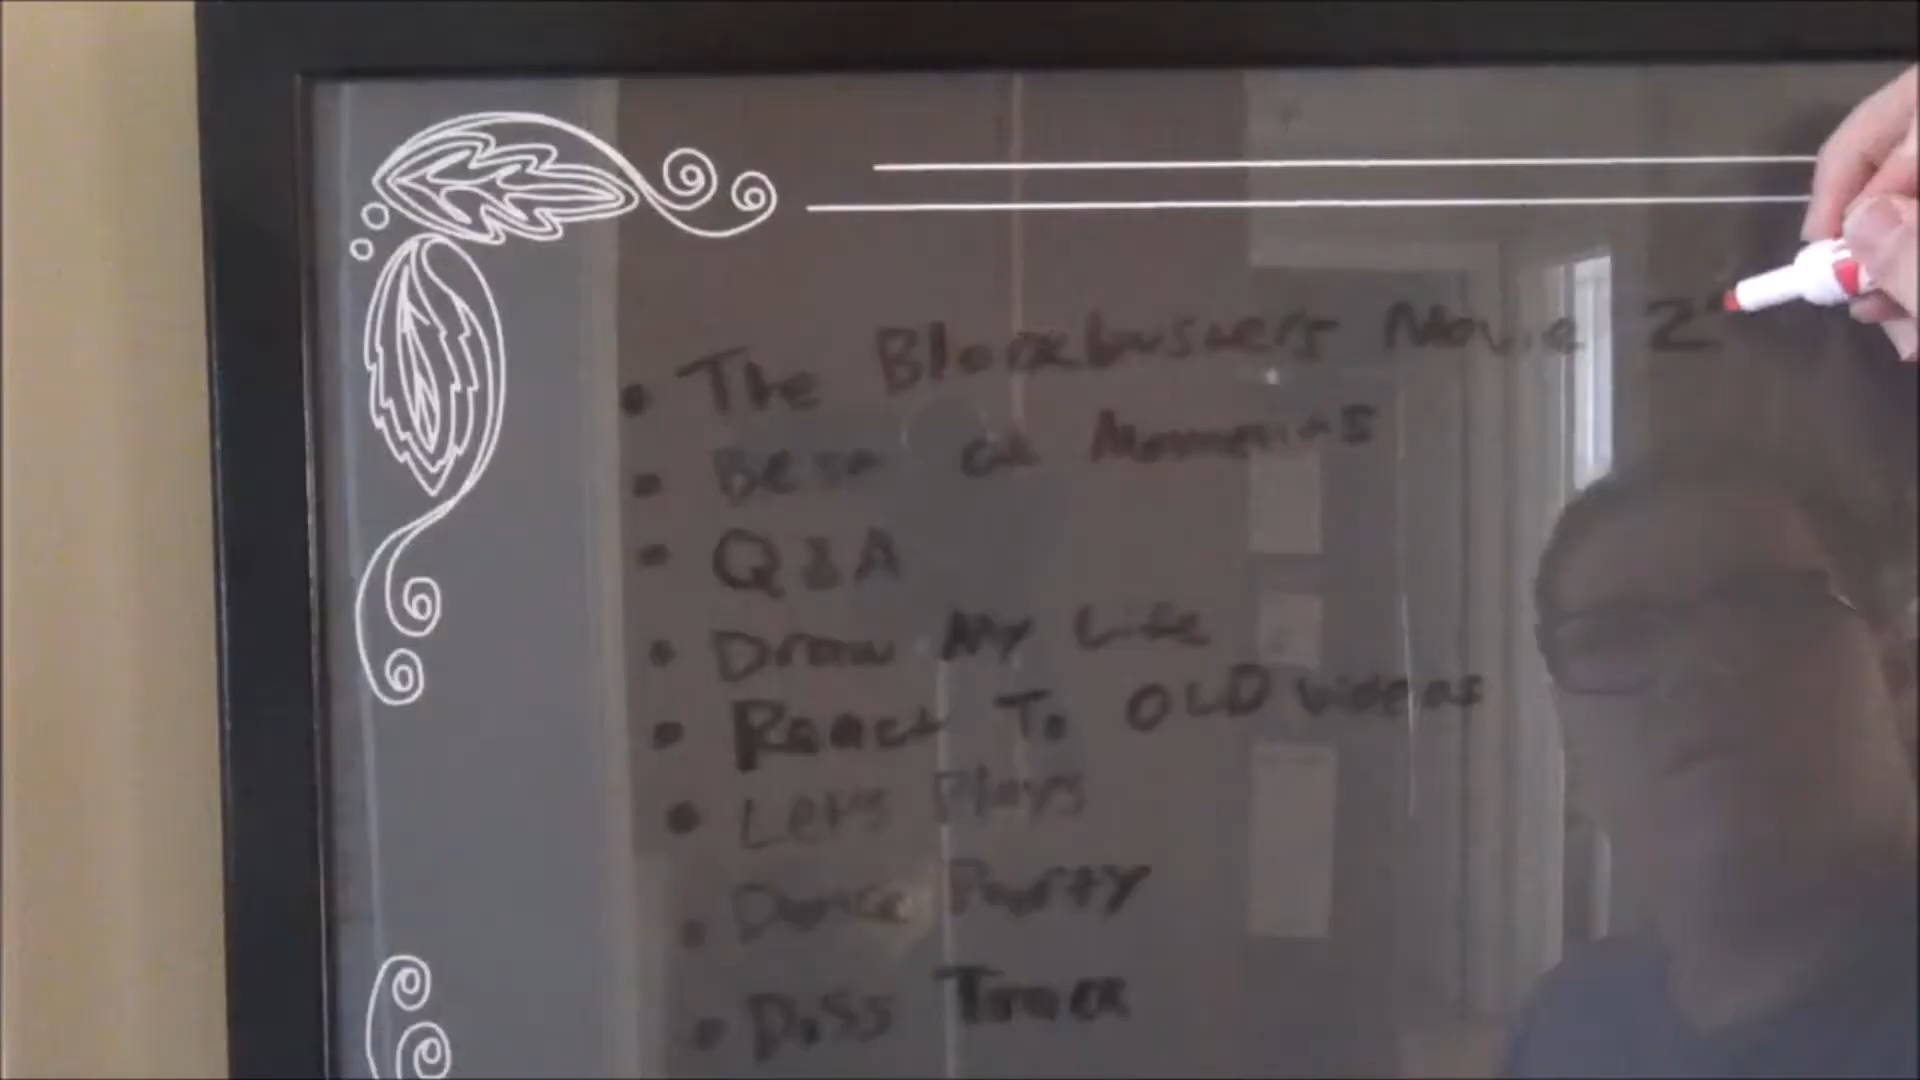 • The Blockbusters Movie 2
• Best of Moments
• Q&A
• Draw My Life
• React To OLD videos
• Let's Plays
• Dance Party
• Diss Track